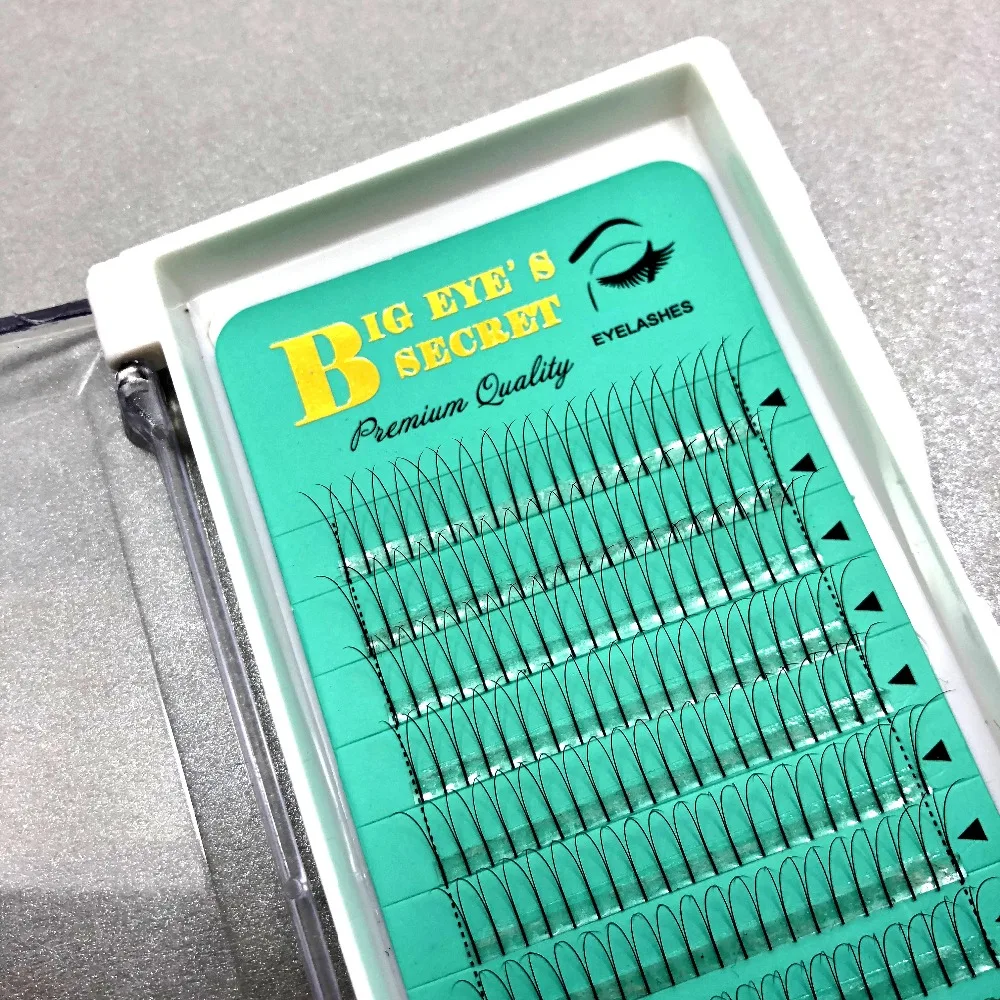 BIG EYE'S
SECRET
Premium Quality
EYELASHES